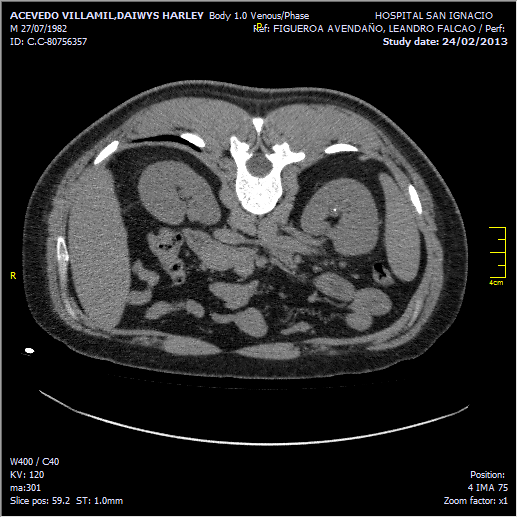 ACEVEDO VILLAMIL,DAIWYS HARLEY Body 1.0 Venous/Phase HOSPITAL SAN IGNACIO
M 27/07/1982 Ref: FIGUEROA AVENDAÑO, LEANDRO FALCAO / Perf:
ID: C.C-80756357 Study date: 24/02/2013
R
4cm
W400 / C40
KV: 120 Position:
ma:301 4 IMA 75
Slice pos: 59.2 ST: 1.0mm Zoom factor: x1